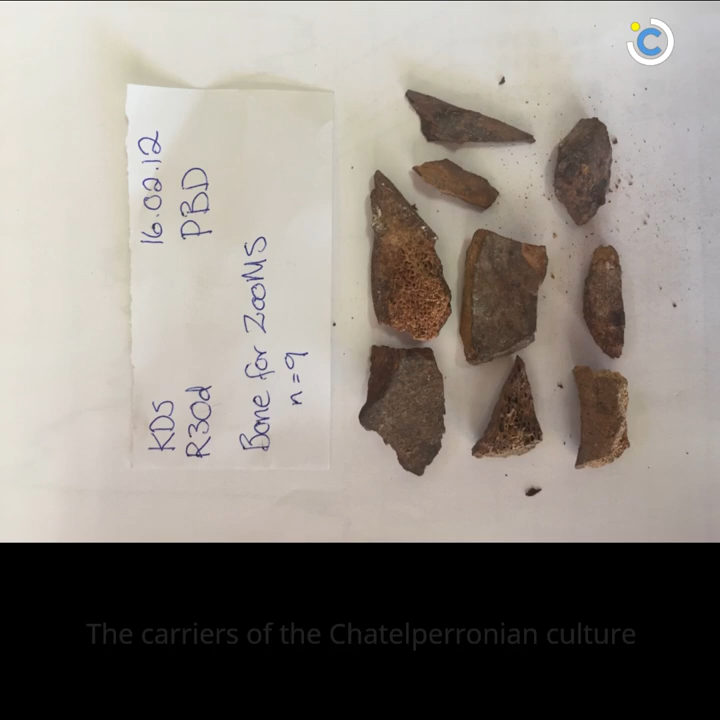 KDS 16.02.12
R30d PBD
Bone for ZooMS
n=9
C
The carriers of the Chatelperronian culture